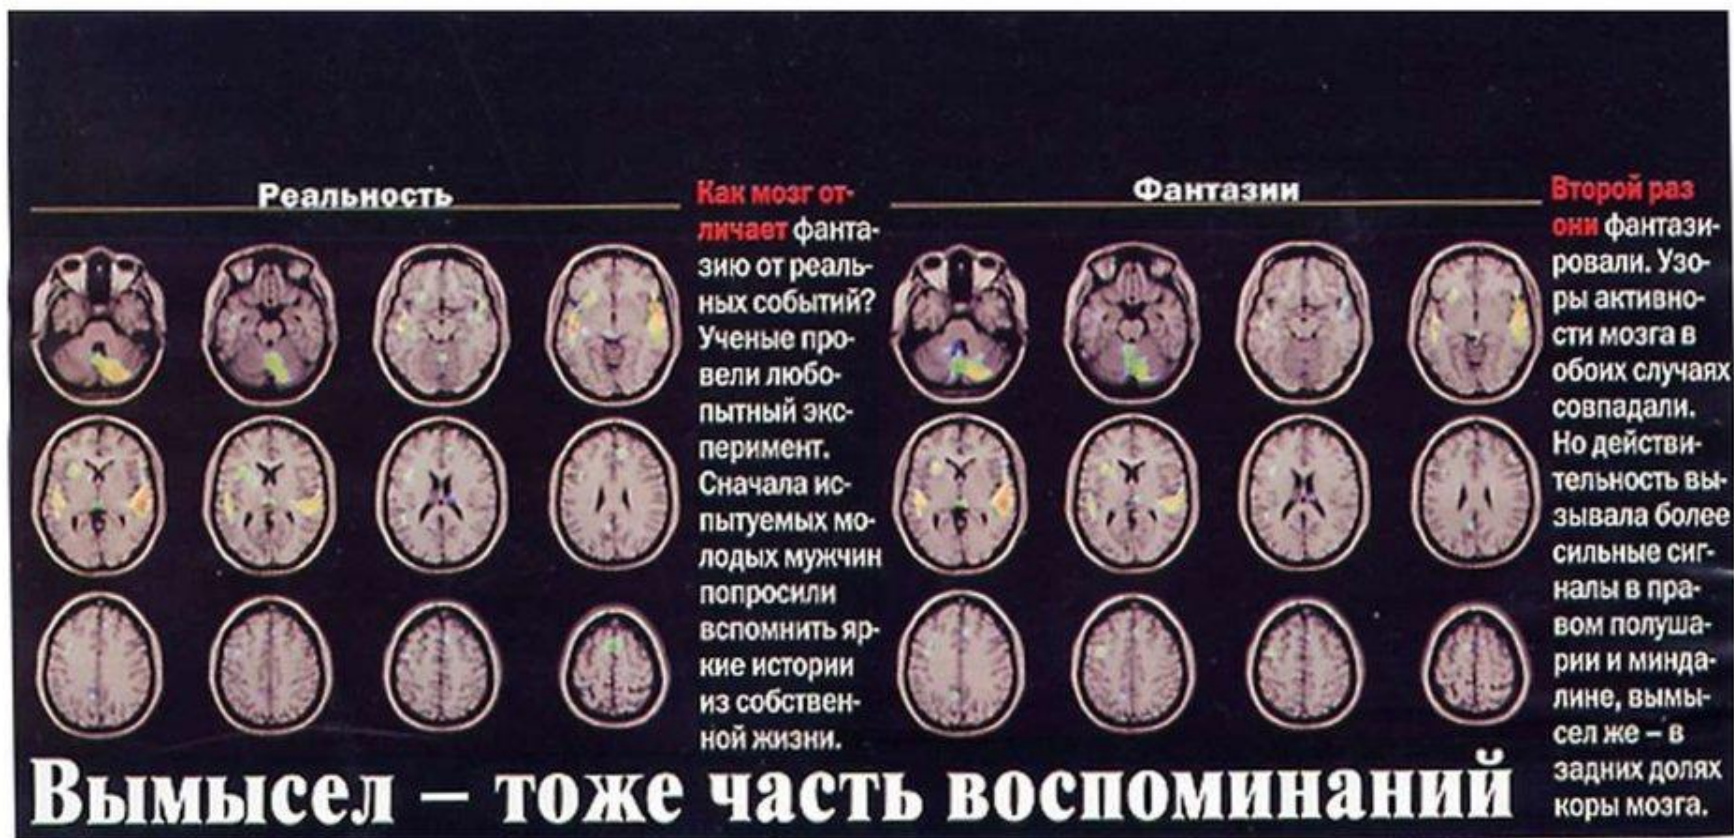 Реальность
Как мозг от-
личает фанта-
зию от реаль-
ных событий?
Ученые про-
вели любо-
пытный экс-
перимент.
Сначала ис-
пытуемых мо-
лодых мужчин
попросили
вспомнить яр-
кие истории
из собствен-
ной жизни.
Фантазии
Второй раз
они фантази-
ровали. Узо-
ры активно-
сти мозга в
обоих случаях
совпадали.
Но действи-
тельность вы-
зывала более
сильные сиг-
налы в пра-
вом полуша-
рии и минда-
лине, вымы-
сел же – в
задних долях
коры мозга.
Вымысел – тоже часть воспоминаний